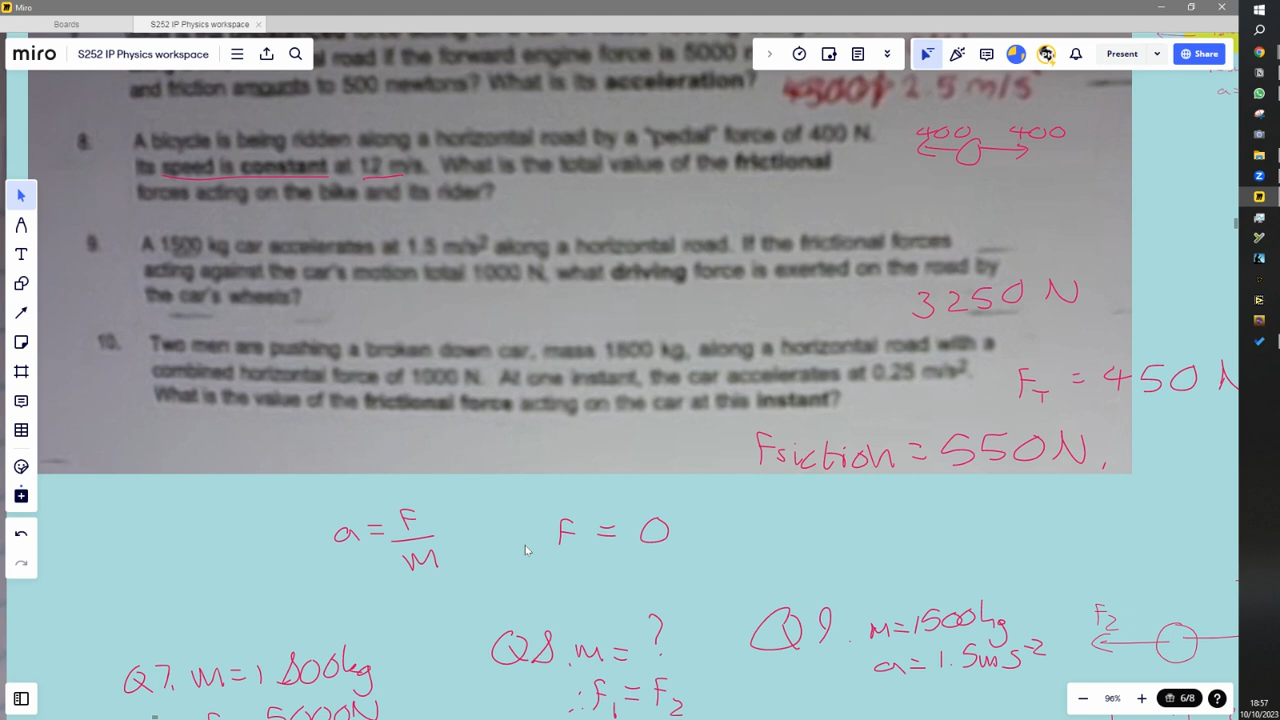 Miro
Boards
S252 IP Physics workspace
miro
S252 IP Physics workspace
Present
Share
5000
and friction amounts to 500 newtons? What is its acceleration?
2.5 m/s
8. A bicycle is being ridden along a horizontal road by a "pedal" force of 400 N.
Its speed is constant at 12 m/s. What is the total value of the frictional
forces acting on the bike and its rider?
400 400
9. A 1500 kg car accelerates at 1.5 m/s² along a horizontal road. If the frictional forces
acting against the car's motion total 1000 N, what driving force is exerted on the road by
the car's wheels?
3250 N
10. Two men are pushing a broken down car, mass 1800 kg, along a horizontal road with a
combined horizontal force of 1000 N. At one instant, the car accelerates at 0.25 m/s².
What is the value of the frictional force acting on the car at this instant?
F_T = 450 N
Friction = 550N.
a = F/m
F = 0
Q7. m=1800kg
5000N
Q8. m= ?
∴ F₁ = F₂
Q9. m=1500kg
a=1.5ms⁻²
F₂
96%
6/8
18:57
10/10/2023